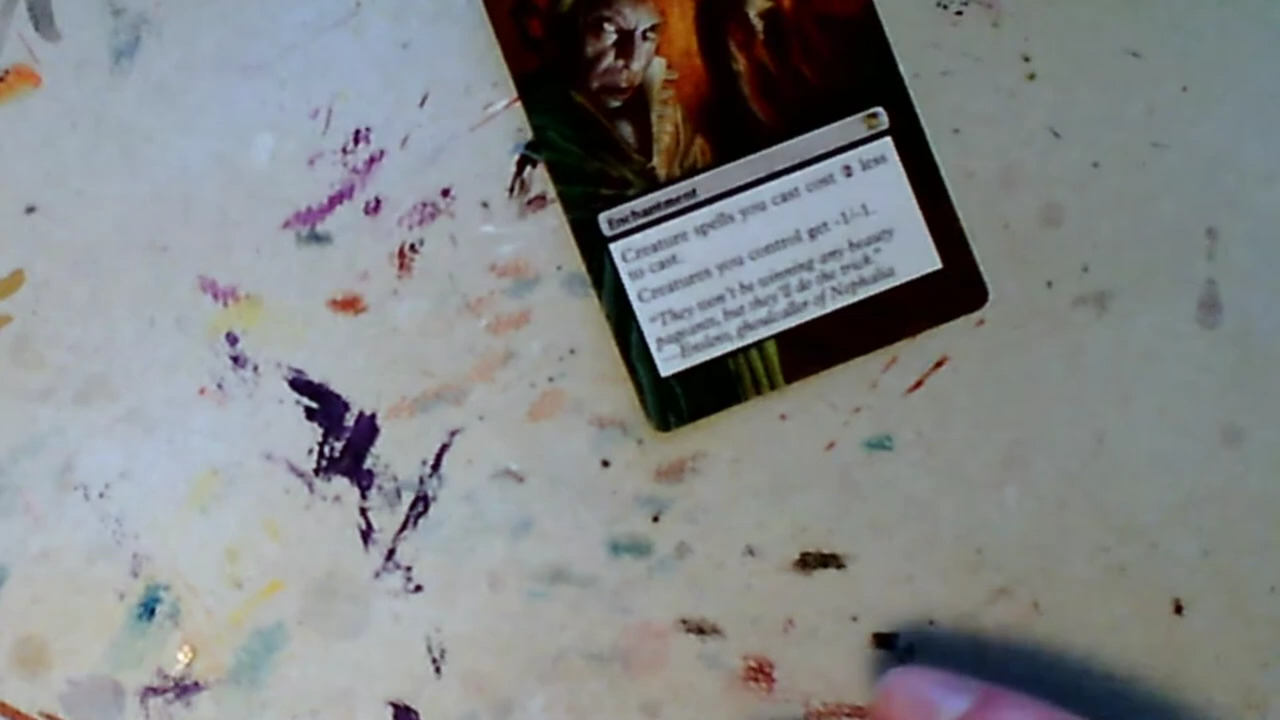 Enchantment
Creature spells you cast cost 2 less
to cast.
Creatures you control get -1/-1.
"They won't be winning any beauty
pageants, but they'll do the trick."
—Enslow, ghoulcaller of Nephalia